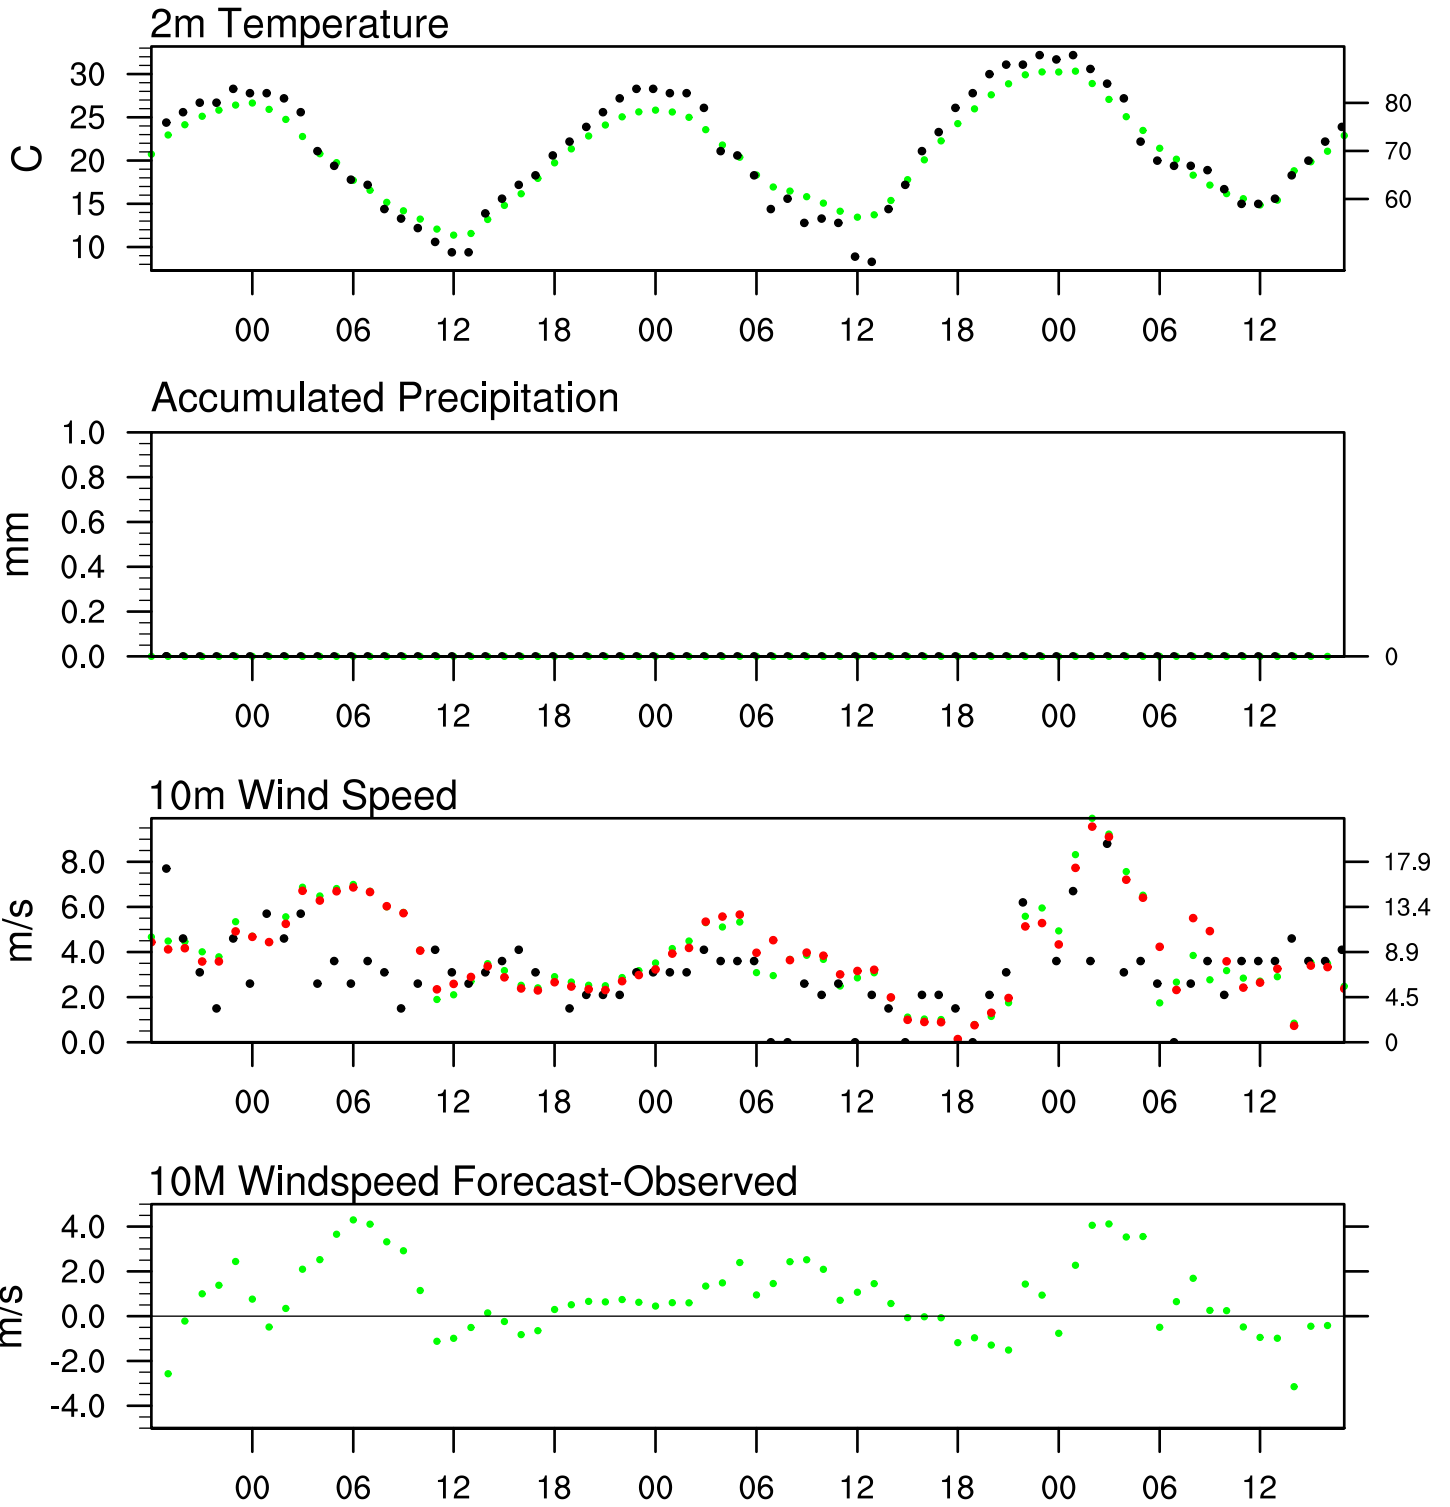 2m Temperature
30
25
20
15
10
C
80
70
60
00 06 12 18 00 06 12 18 00 06 12
Accumulated Precipitation
1.0
0.8
0.6
0.4
0.2
0.0
mm
0
00 06 12 18 00 06 12 18 00 06 12
10m Wind Speed
8.0
6.0
4.0
2.0
0.0
m/s
17.9
13.4
8.9
4.5
0
00 06 12 18 00 06 12 18 00 06 12
10M Windspeed Forecast-Observed
4.0
2.0
0.0
-2.0
-4.0
m/s
00 06 12 18 00 06 12 18 00 06 12